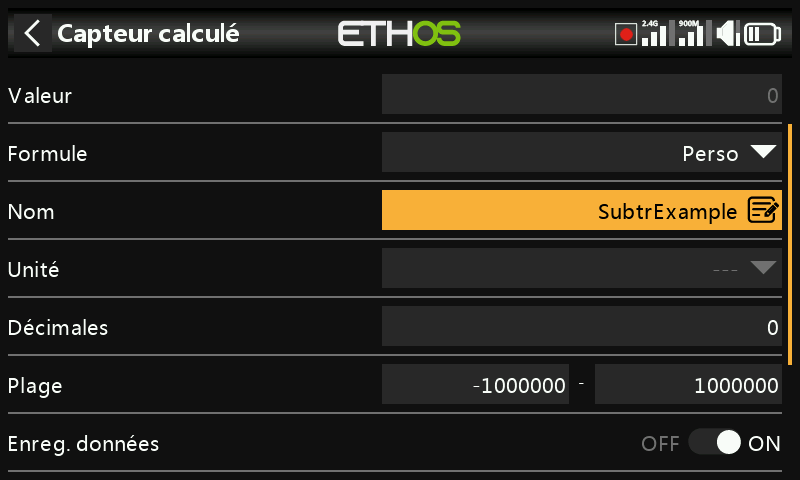 Capteur calculé
ETHOS
2.4G
900M
Valeur
0
Formule
Perso
Nom
SubtrExample
Unité
---
Décimales
0
Plage
-1000000 - 1000000
Enreg. données
OFF ON